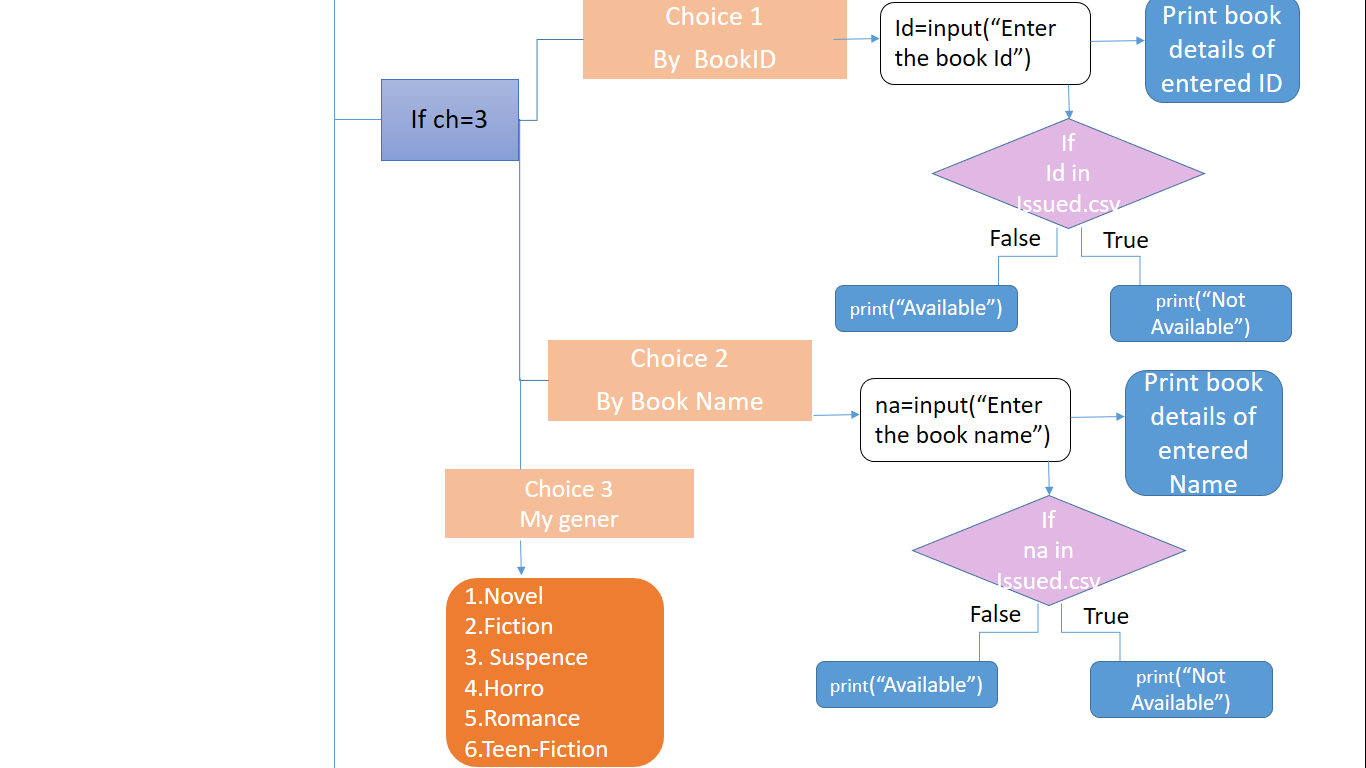 If ch=3
Choice 1
By BookID
Id=input(“Enter
the book Id”)
Print book
details of
entered ID
If
Id in
Issued.csv
False
True
print(“Available”)
print(“Not
Available”)
Choice 2
By Book Name
na=input(“Enter
the book name”)
Print book
details of
entered
Name
If
na in
Issued.csv
False
True
print(“Available”)
print(“Not
Available”)
Choice 3
My gener
1.Novel
2.Fiction
3. Suspence
4.Horro
5.Romance
6.Teen-Fiction